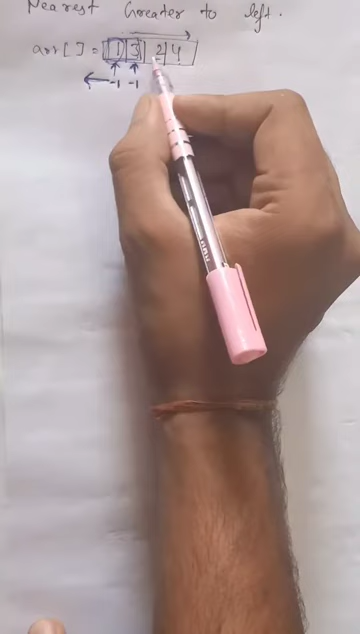 Nearest Greater to left.
arr[] = 1 3 2 4
-1 -1